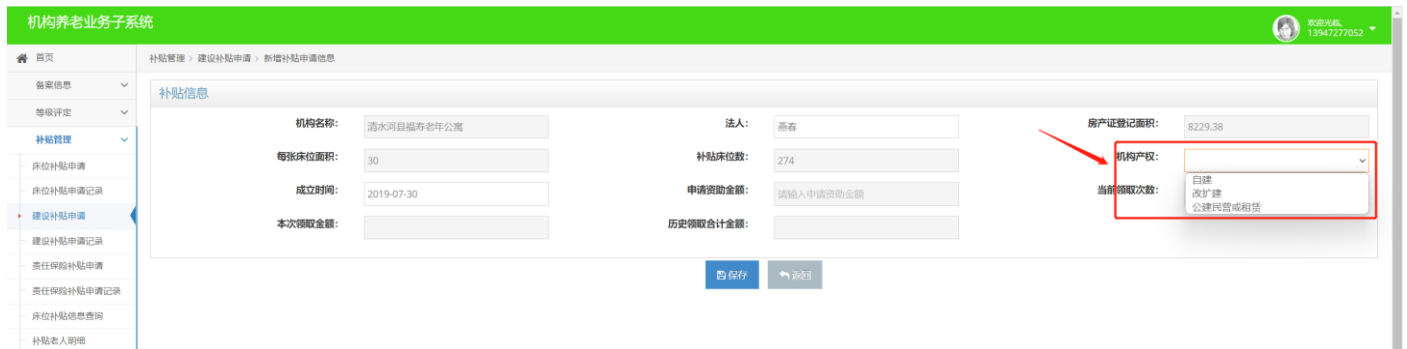 机构养老业务子系统
欢迎光临,
13947277052
首页
补贴管理 > 建设补贴申请 > 新增补贴申请信息
备案信息
等级评定
补贴管理
床位补贴申请
床位补贴申请记录
建设补贴申请
建设补贴申请记录
责任保险补贴申请
责任保险补贴申请记录
床位补贴信息查询
补贴老人明细
补贴信息
机构名称: 清水河县福寿老年公寓 法人: 燕春 房产证登记面积: 8229.38
每张床位面积: 30 补贴床位数: 274 机构产权:
自建
改扩建
公建民营或租赁
成立时间: 2019-07-30 申请资助金额: 请输入申请资助金额 当前领取次数:
本次领取金额: 历史领取合计金额:
保存 返回